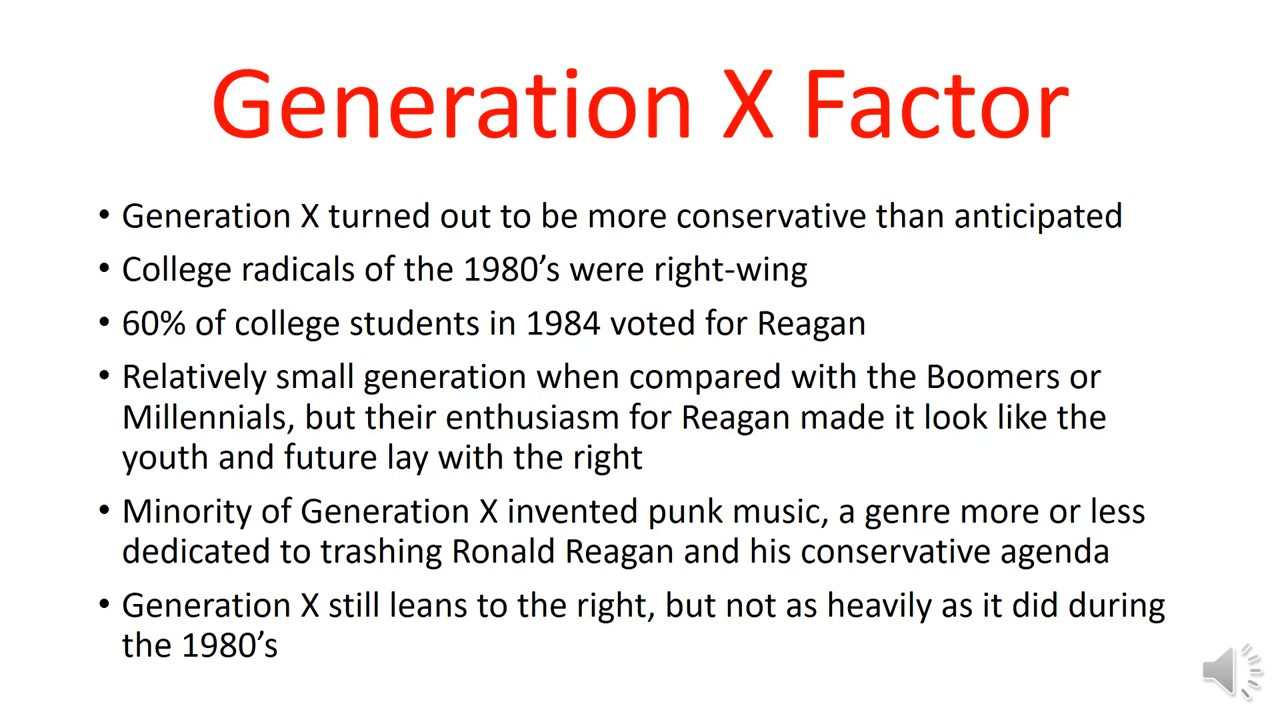 Generation X Factor
• Generation X turned out to be more conservative than anticipated
• College radicals of the 1980’s were right-wing
• 60% of college students in 1984 voted for Reagan
• Relatively small generation when compared with the Boomers or
Millennials, but their enthusiasm for Reagan made it look like the
youth and future lay with the right
• Minority of Generation X invented punk music, a genre more or less
dedicated to trashing Ronald Reagan and his conservative agenda
• Generation X still leans to the right, but not as heavily as it did during
the 1980’s